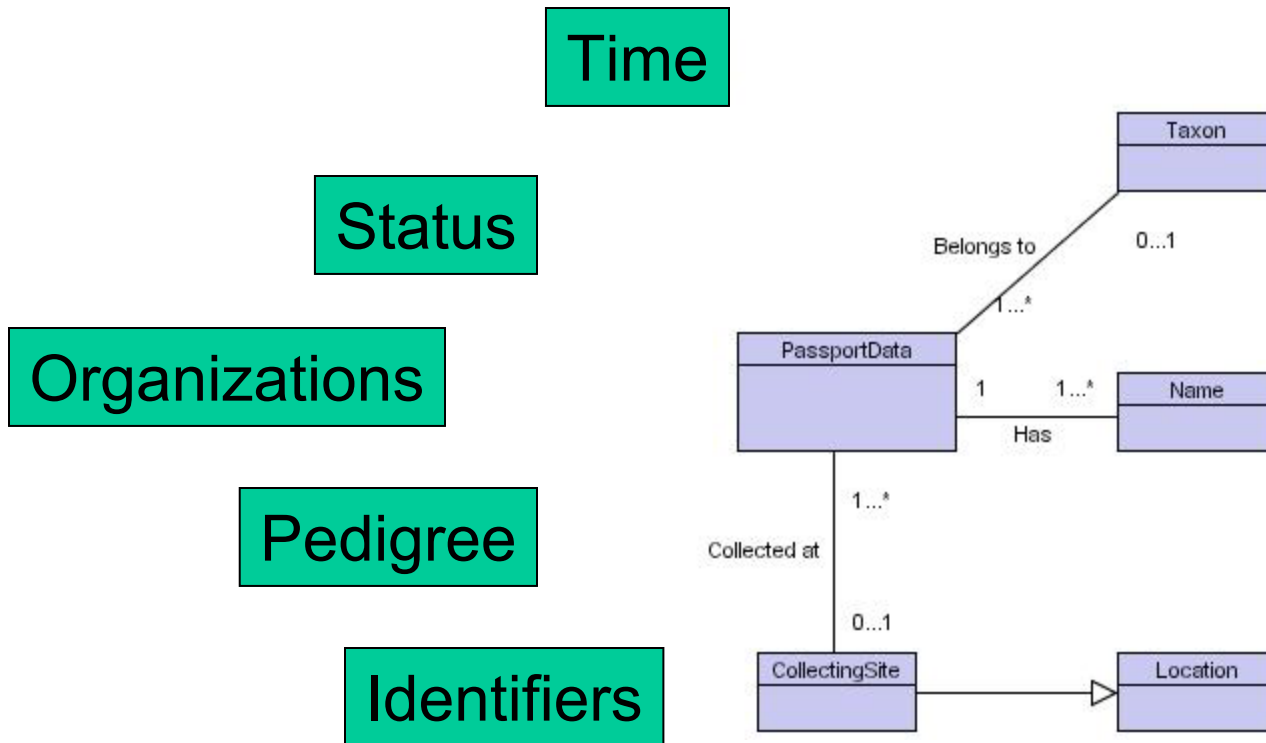 Time
Taxon
Status
Belongs to
0...1
1...*
Organizations
PassportData
1
1...*
Name
Has
Pedigree
1...*
Collected at
0...1
Identifiers
CollectingSite
Location